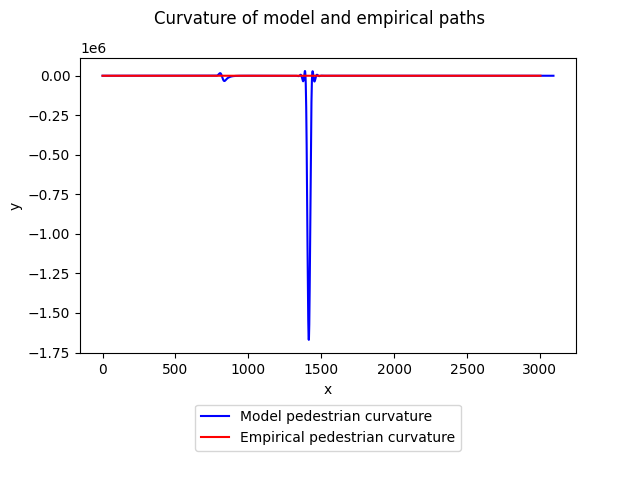 Curvature of model and empirical paths
1e6
0.00
−0.25
−0.50
−0.75
−1.00
−1.25
−1.50
−1.75
y
0 500 1000 1500 2000 2500 3000
x
Model pedestrian curvature
Empirical pedestrian curvature